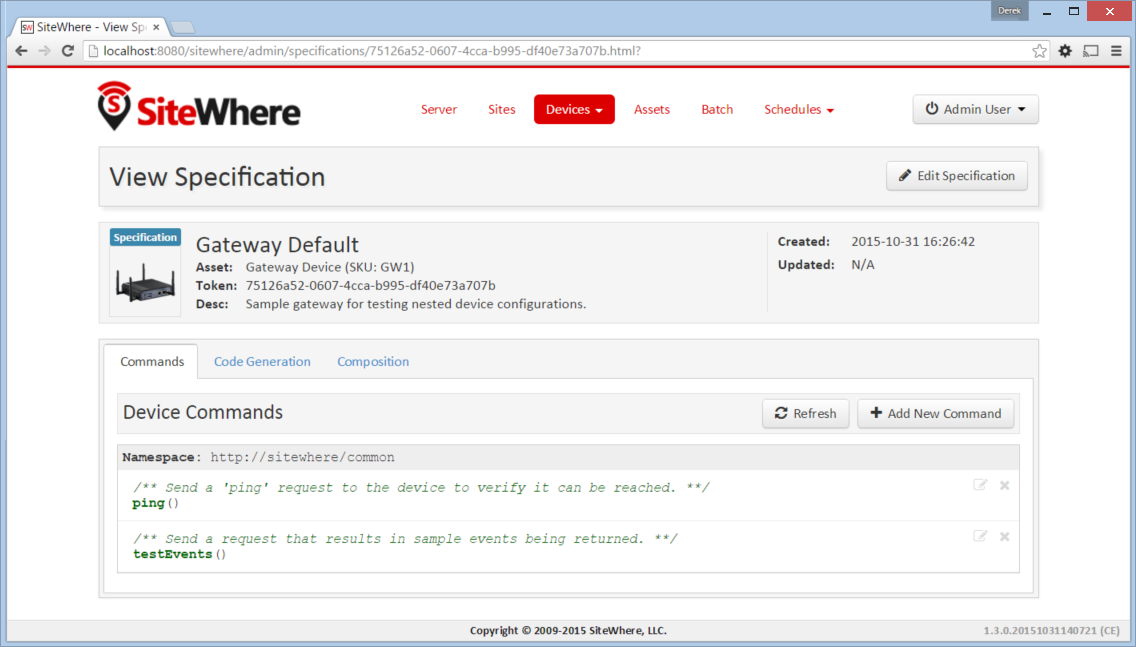 Derek
SW SiteWhere - View Spe
localhost:8080/sitewhere/admin/specifications/75126a52-0607-4cca-b995-df40e73a707b.html?
S SiteWhere
Server Sites Devices Assets Batch Schedules Admin User
View Specification
Edit Specification
Specification
Gateway Default
Asset: Gateway Device (SKU: GW1)
Token: 75126a52-0607-4cca-b995-df40e73a707b
Desc: Sample gateway for testing nested device configurations.
Created: 2015-10-31 16:26:42
Updated: N/A
Commands Code Generation Composition
Device Commands
Refresh Add New Command
Namespace: http://sitewhere/common
/** Send a 'ping' request to the device to verify it can be reached. **/
ping()
/** Send a request that results in sample events being returned. **/
testEvents()
Copyright © 2009-2015 SiteWhere, LLC.
1.3.0.20151031140721 (CE)